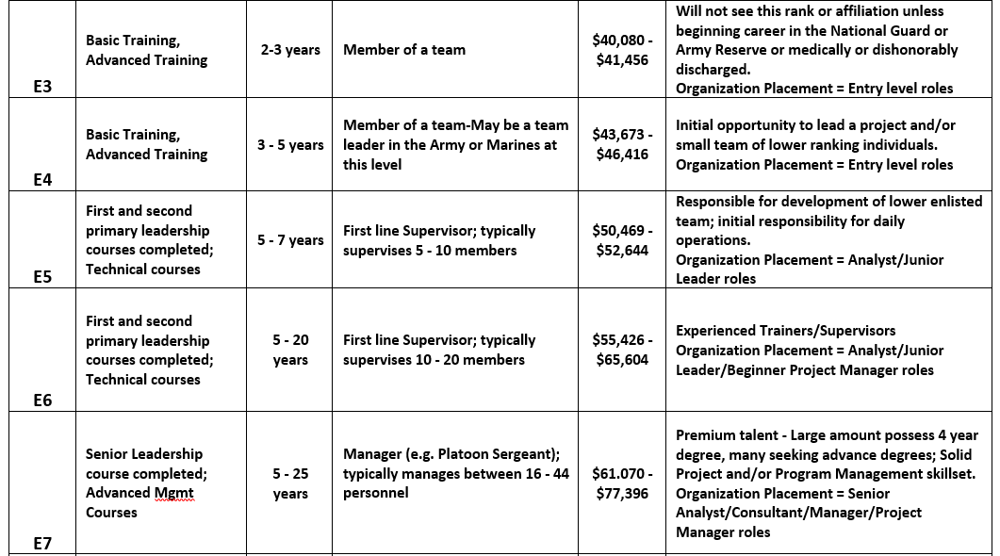 E3
Basic Training,
Advanced Training
2-3 years
Member of a team
$40,080 -
$41,456
Will not see this rank or affiliation unless
beginning career in the National Guard or
Army Reserve or medically or dishonorably
discharged.
Organization Placement = Entry level roles
E4
Basic Training,
Advanced Training
3 - 5 years
Member of a team-May be a team
leader in the Army or Marines at
this level
$43,673 -
$46,416
Initial opportunity to lead a project and/or
small team of lower ranking individuals.
Organization Placement = Entry level roles
E5
First and second
primary leadership
courses completed;
Technical courses
5 - 7 years
First line Supervisor; typically
supervises 5 - 10 members
$50,469 -
$52,644
Responsible for development of lower enlisted
team; initial responsibility for daily
operations.
Organization Placement = Analyst/Junior
Leader roles
E6
First and second
primary leadership
courses completed;
Technical courses
5 - 20
years
First line Supervisor; typically
supervises 10 - 20 members
$55,426 -
$65,604
Experienced Trainers/Supervisors
Organization Placement = Analyst/Junior
Leader/Beginner Project Manager roles
E7
Senior Leadership
course completed;
Advanced Mgmt
Courses
5 - 25
years
Manager (e.g. Platoon Sergeant);
typically manages between 16 - 44
personnel
$61.070 -
$77,396
Premium talent - Large amount possess 4 year
degree, many seeking advance degrees; Solid
Project and/or Program Management skillset.
Organization Placement = Senior
Analyst/Consultant/Manager/Project
Manager roles